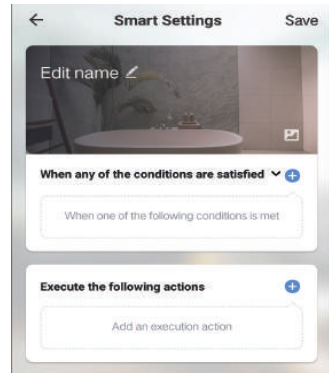 Smart Settings Save
Edit name
When any of the conditions are satisfied
When one of the following conditions is met
Execute the following actions
Add an execution action